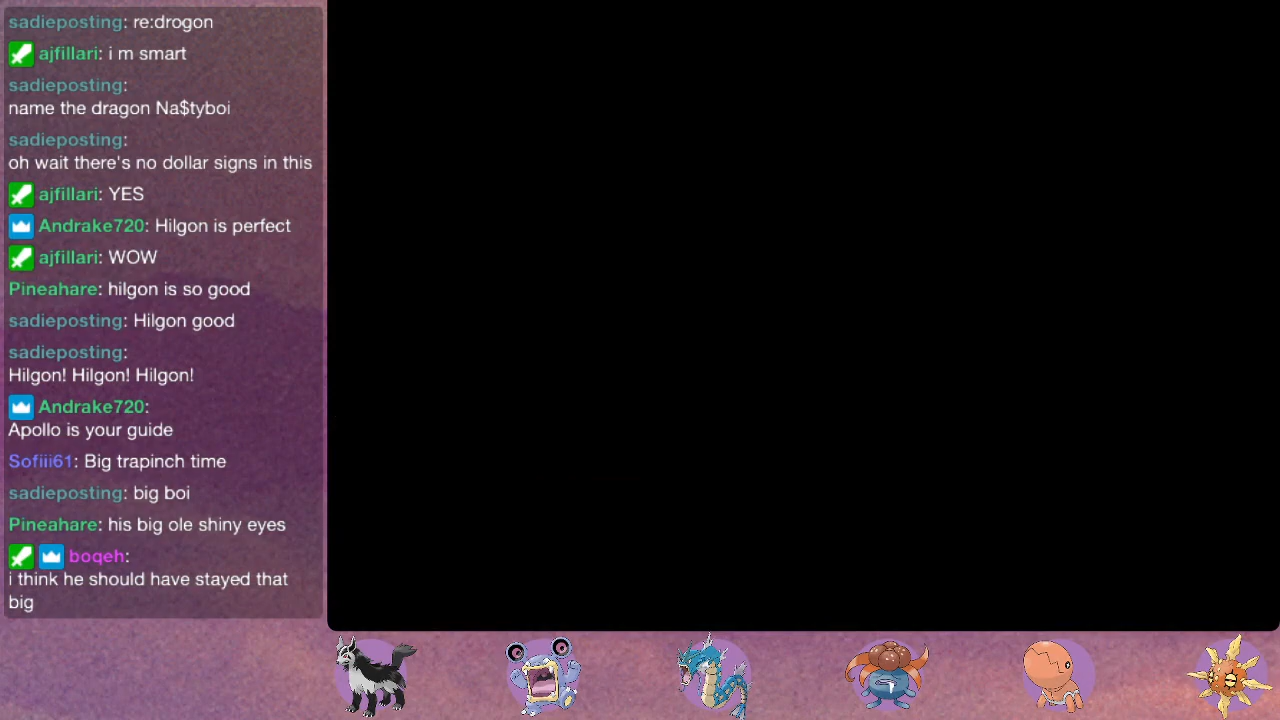 sadieposting: re:drogon
ajfillari: i m smart
sadieposting:
name the dragon Na$tyboi
sadieposting:
oh wait there's no dollar signs in this
ajfillari: YES
Andrake720: Hilgon is perfect
ajfillari: WOW
Pineahare: hilgon is so good
sadieposting: Hilgon good
sadieposting:
Hilgon! Hilgon! Hilgon!
Andrake720:
Apollo is your guide
Sofiii61: Big trapinch time
sadieposting: big boi
Pineahare: his big ole shiny eyes
boqeh:
i think he should have stayed that
big